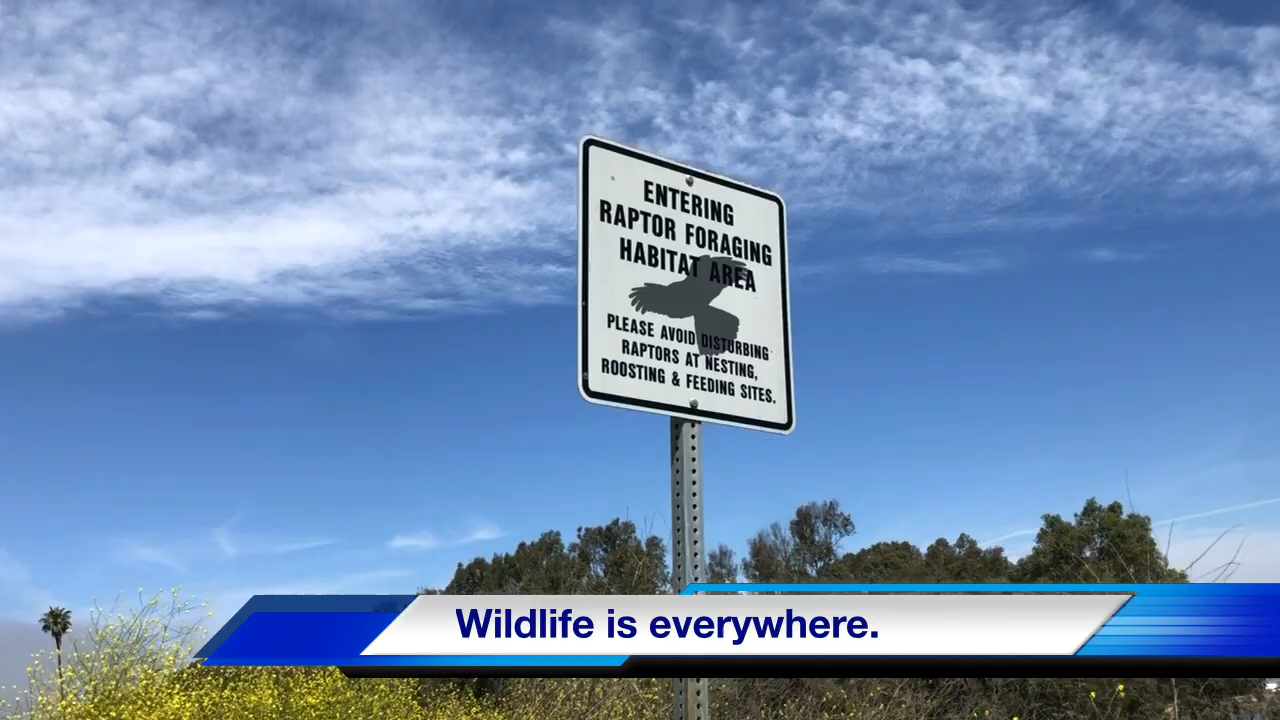 ENTERING
RAPTOR FORAGING
HABITAT AREA
PLEASE AVOID DISTURBING
RAPTORS AT NESTING,
ROOSTING & FEEDING SITES.
Wildlife is everywhere.